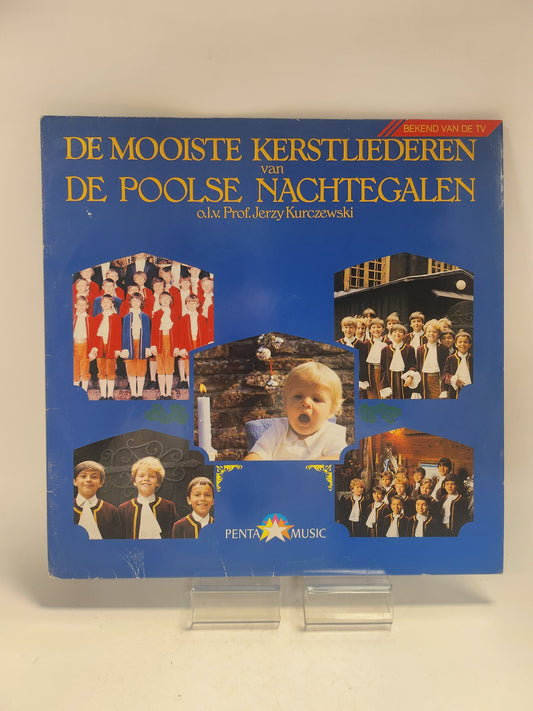 BEKEND VAN DE TV
DE MOOISTE KERSTLIEDEREN
van
DE POOLSE NACHTEGALEN
o.l.v. Prof. Jerzy Kurczewski
PENTA MUSIC